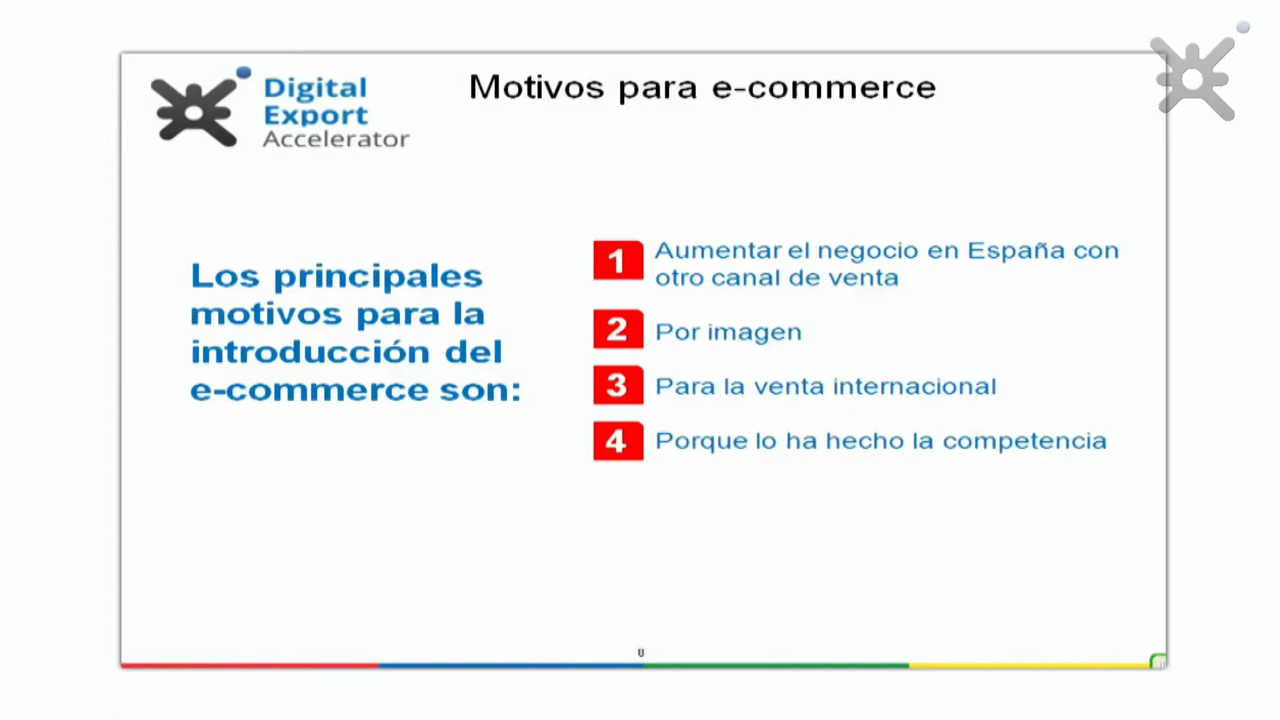 Digital
Export
Accelerator
Motivos para e-commerce
Los principales
motivos para la
introducción del
e-commerce son:
1 Aumentar el negocio en España con
otro canal de venta
2 Por imagen
3 Para la venta internacional
4 Porque lo ha hecho la competencia